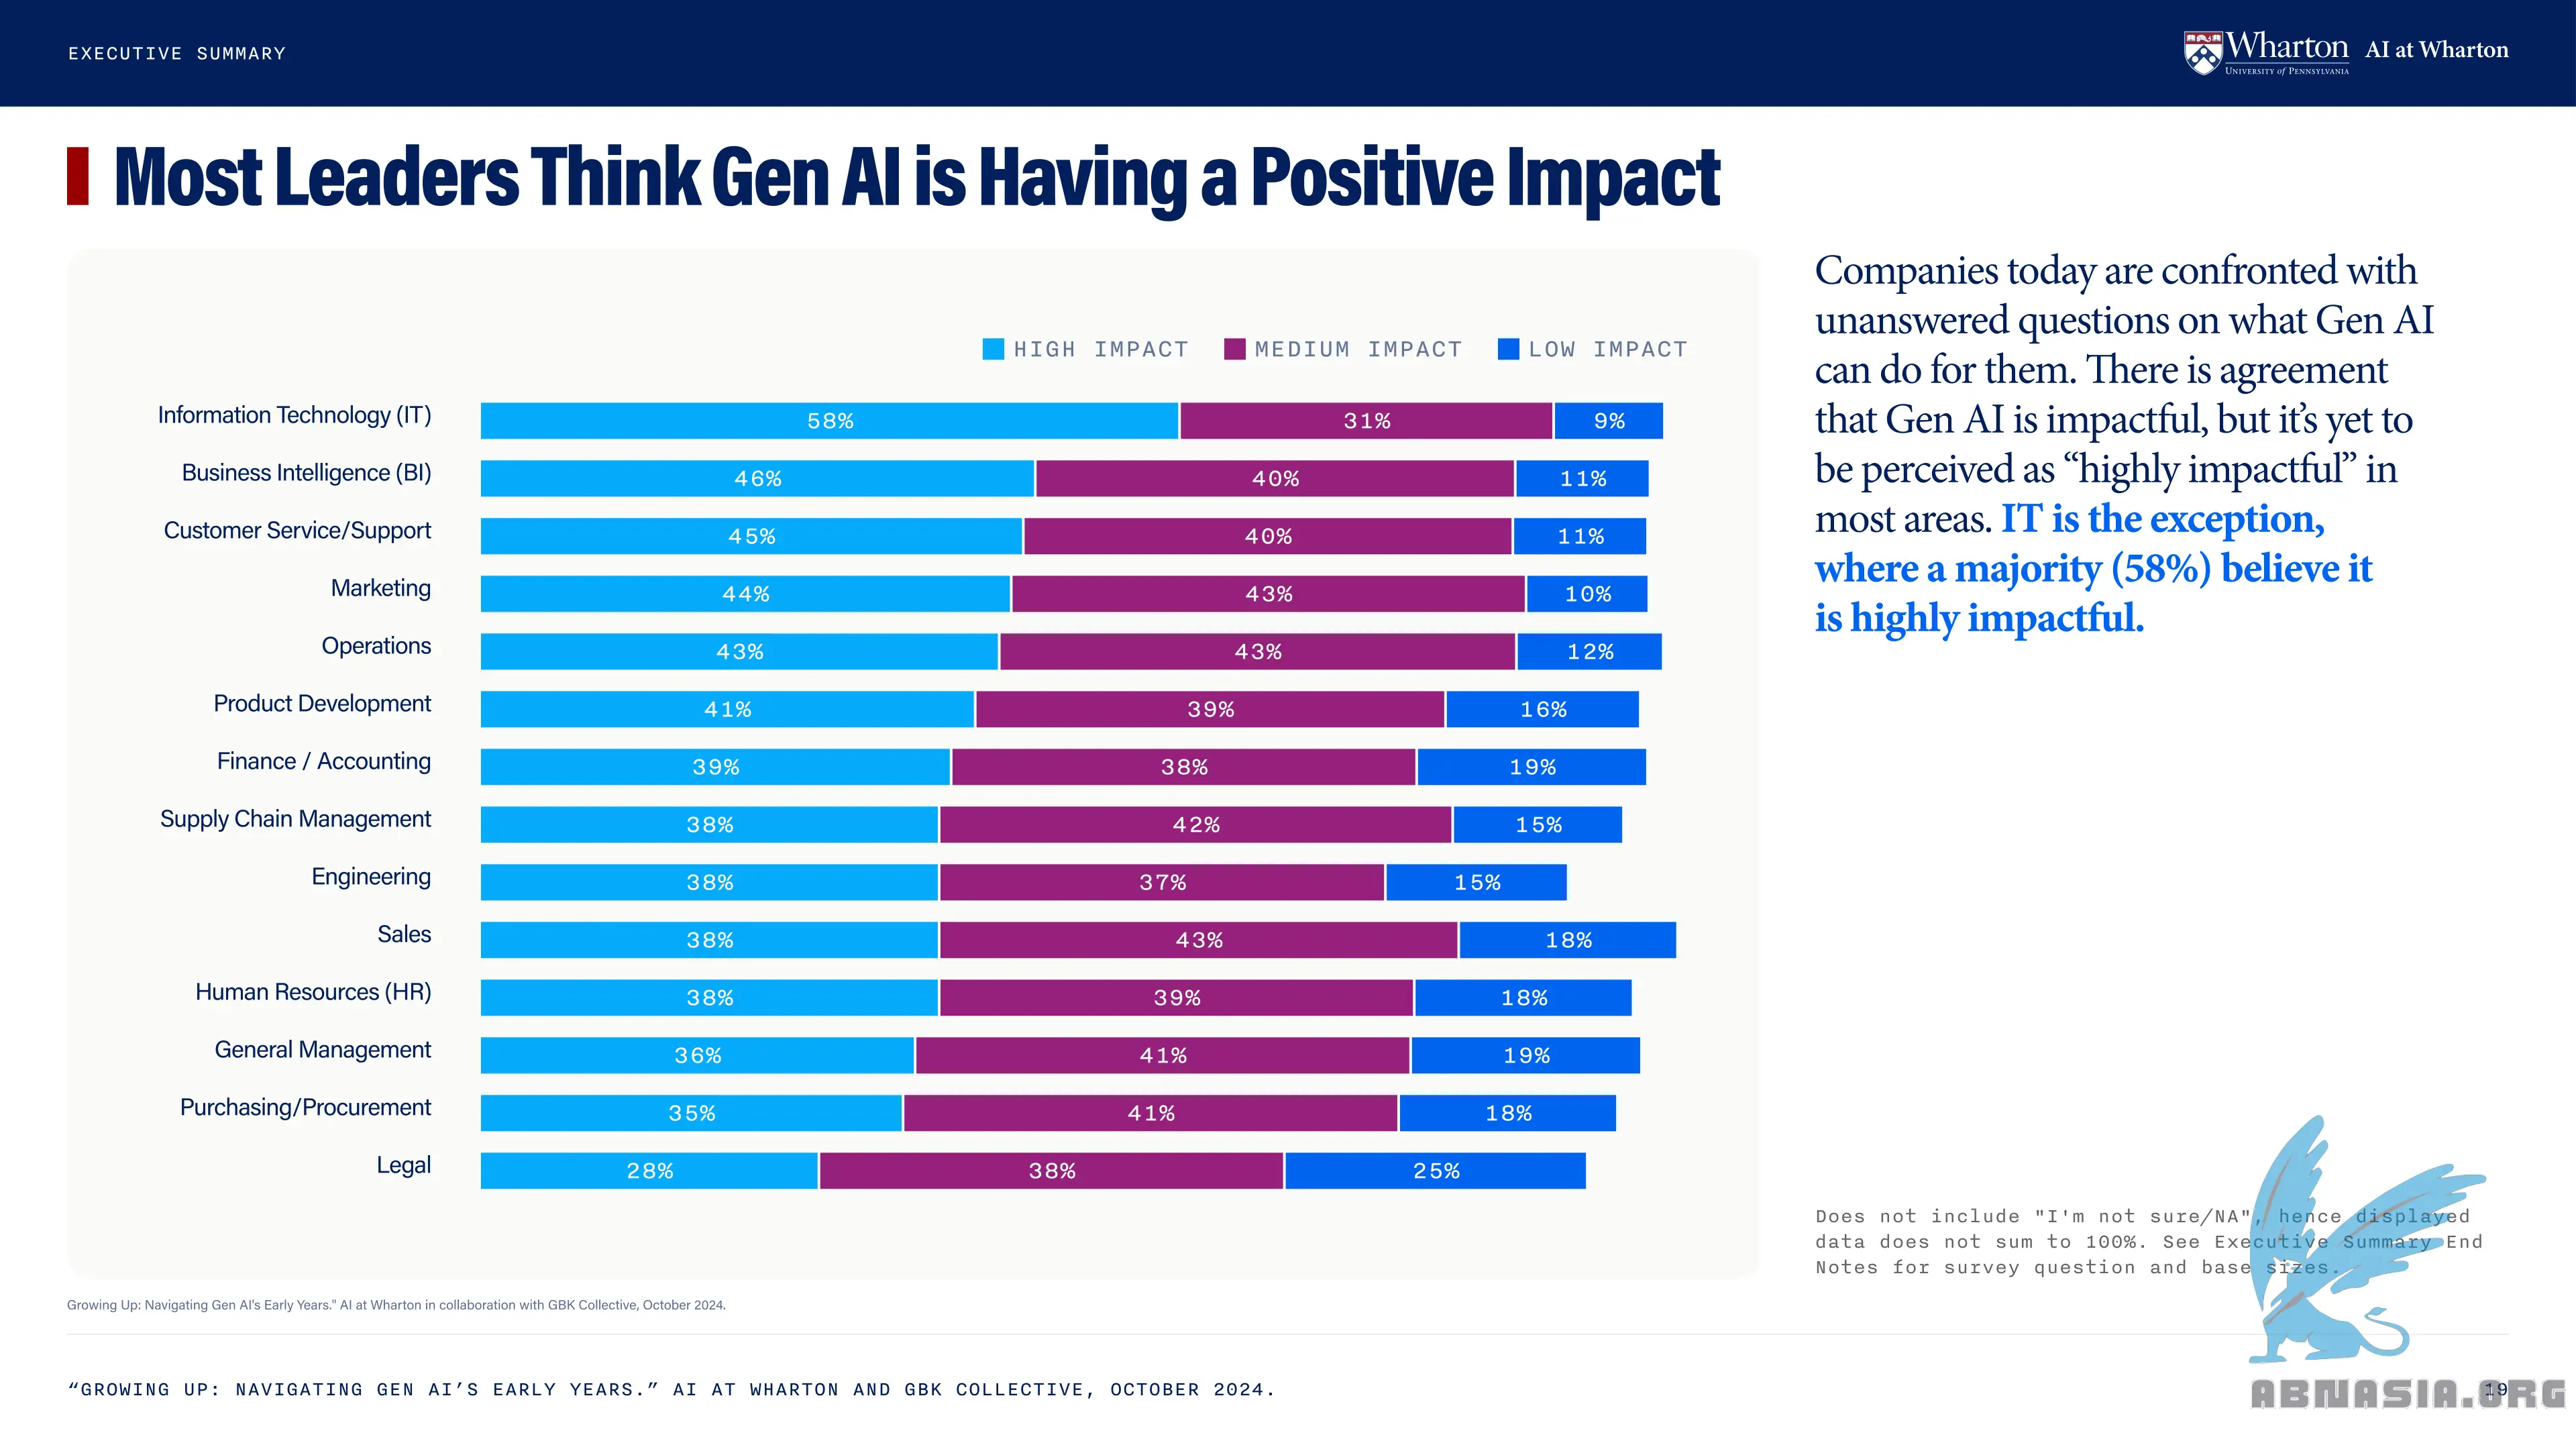 EXECUTIVE SUMMARY
Wharton
UNIVERSITY of PENNSYLVANIA
AI at Wharton
Most Leaders Think Gen AI is Having a Positive Impact
HIGH IMPACT MEDIUM IMPACT LOW IMPACT
Information Technology (IT) 58% 31% 9%
Business Intelligence (BI) 46% 40% 11%
Customer Service/Support 45% 40% 11%
Marketing 44% 43% 10%
Operations 43% 43% 12%
Product Development 41% 39% 16%
Finance / Accounting 39% 38% 19%
Supply Chain Management 38% 42% 15%
Engineering 38% 37% 15%
Sales 38% 43% 18%
Human Resources (HR) 38% 39% 18%
General Management 36% 41% 19%
Purchasing/Procurement 35% 41% 18%
Legal 28% 38% 25%
Companies today are confronted with
unanswered questions on what Gen AI
can do for them. There is agreement
that Gen AI is impactful, but it’s yet to
be perceived as “highly impactful” in
most areas. IT is the exception,
where a majority (58%) believe it
is highly impactful.
Does not include "I'm not sure/NA", hence displayed
data does not sum to 100%. See Executive Summary End
Notes for survey question and base sizes.
Growing Up: Navigating Gen AI's Early Years." AI at Wharton in collaboration with GBK Collective, October 2024.
“GROWING UP: NAVIGATING GEN AI’S EARLY YEARS.” AI AT WHARTON AND GBK COLLECTIVE, OCTOBER 2024.
19
ABNASIA.ORG